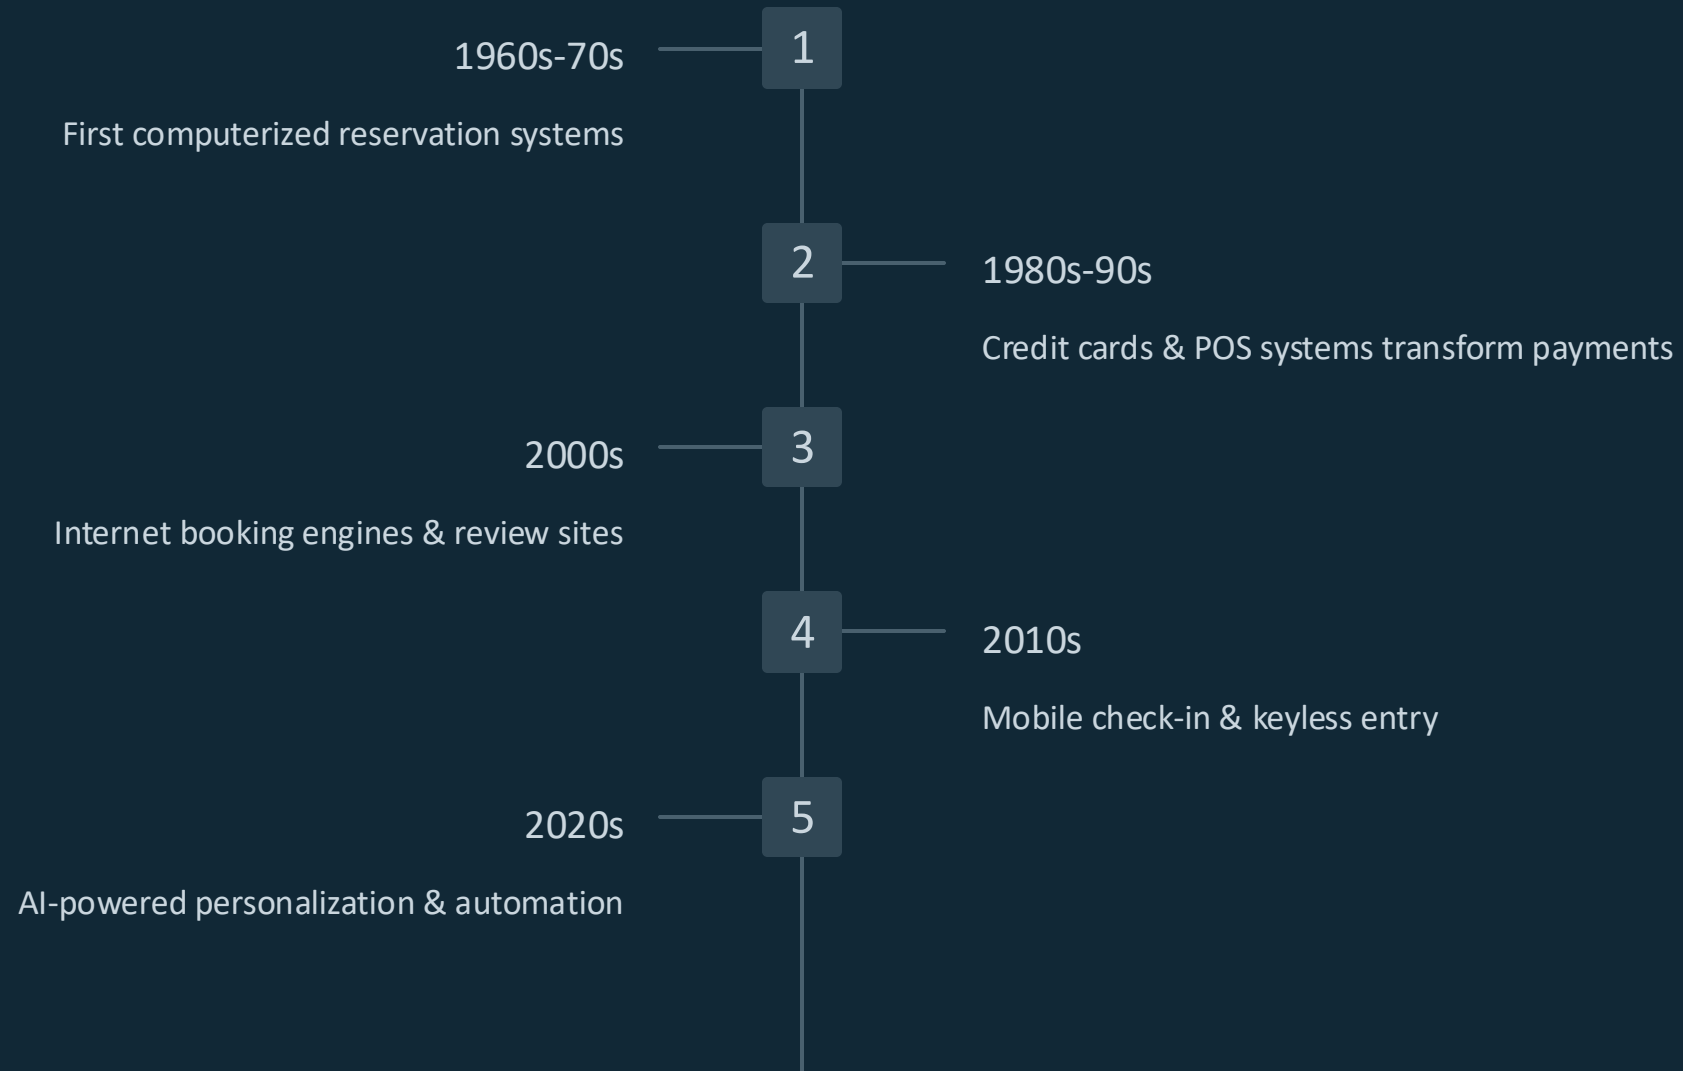 1
1960s-70s
First computerized reservation systems
2
1980s-90s
Credit cards & POS systems transform payments
3
2000s
Internet booking engines & review sites
4
2010s
Mobile check-in & keyless entry
5
2020s
AI-powered personalization & automation